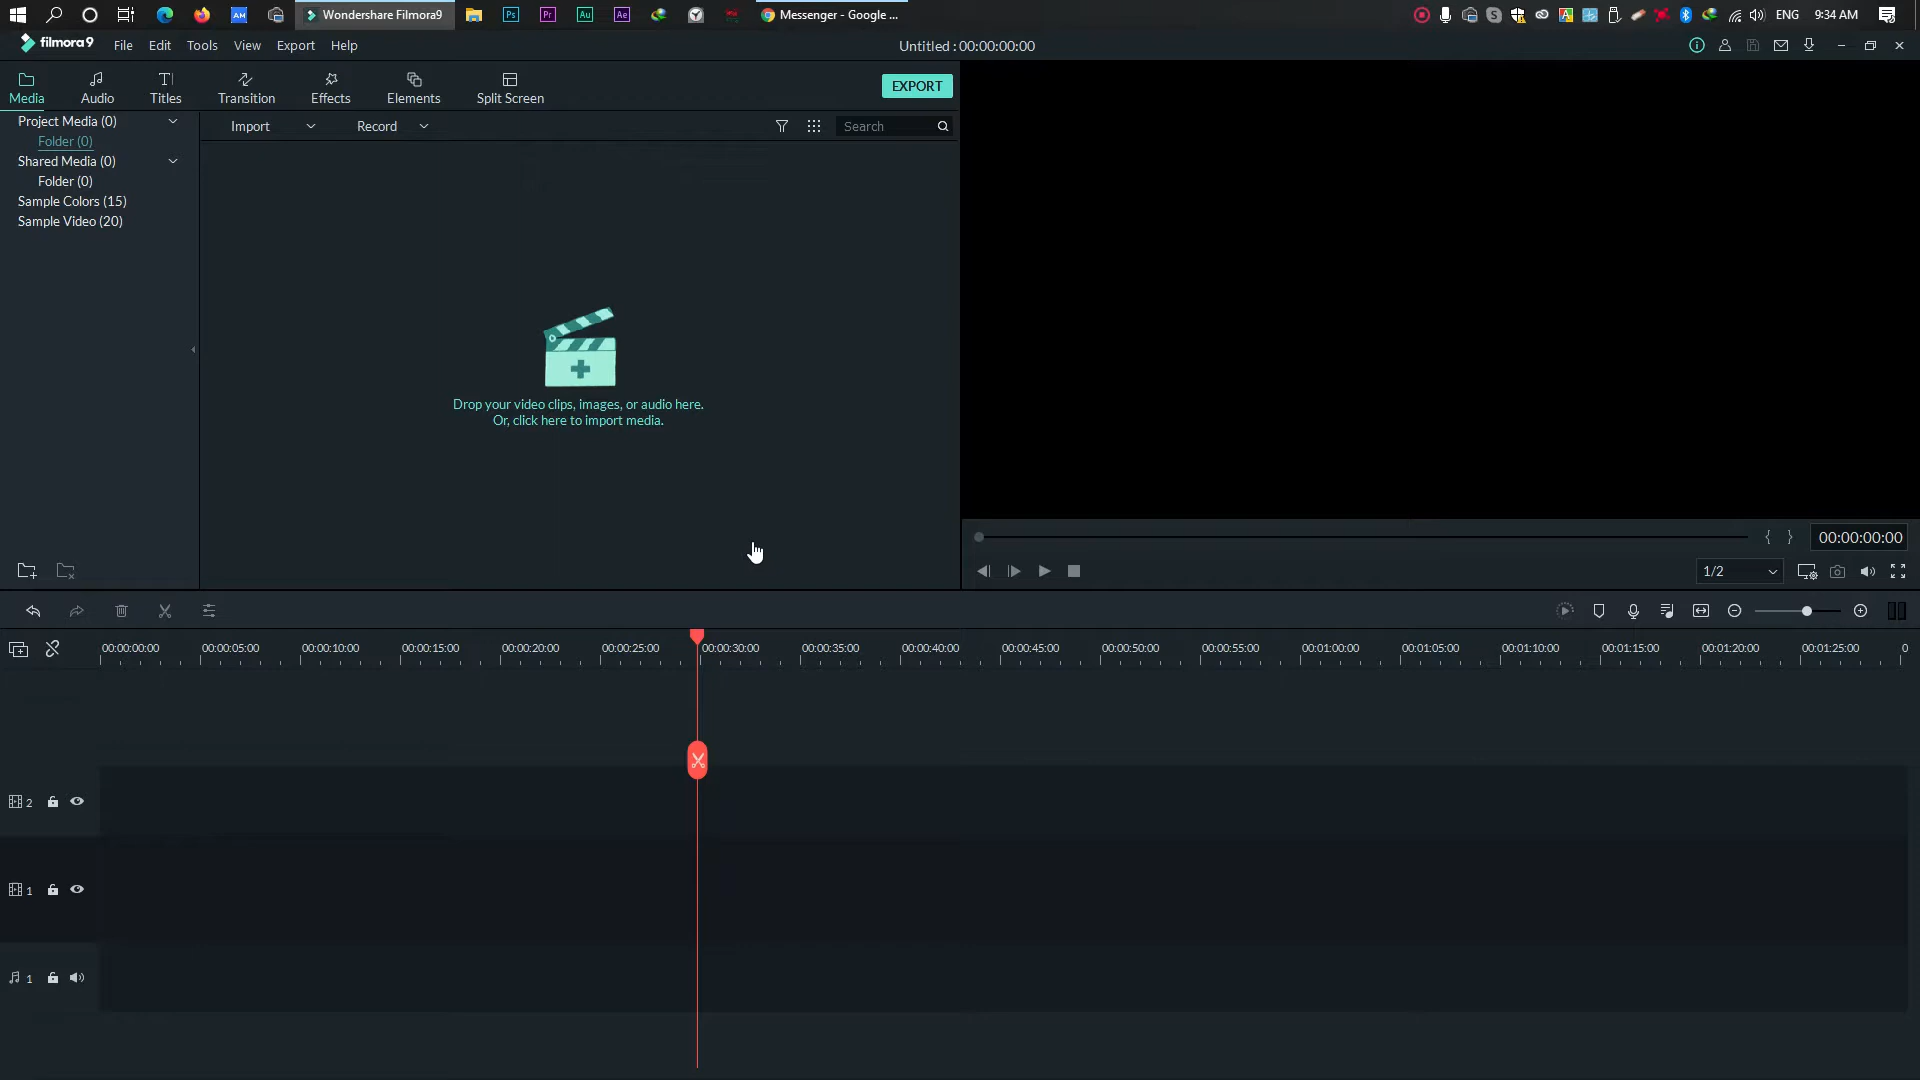 AM Wondershare Filmora9 Ps Pr Au Ae Messenger - Google ... ENG 9:34 AM
filmora9 File Edit Tools View Export Help Untitled : 00:00:00:00
Media Audio Titles Transition Effects Elements Split Screen EXPORT
Project Media (0) Import Record Search
Folder (0)
Shared Media (0)
Folder (0)
Sample Colors (15)
Sample Video (20)
Drop your video clips, images, or audio here.
Or, click here to import media.
{ } 00:00:00:00
1/2
00:00:00:00 00:00:05:00 00:00:10:00 00:00:15:00 00:00:20:00 00:00:25:00 00:00:30:00 00:00:35:00 00:00:40:00 00:00:45:00 00:00:50:00 00:00:55:00 00:01:00:00 00:01:05:00 00:01:10:00 00:01:15:00 00:01:20:00 00:01:25:00 0
2
1
1